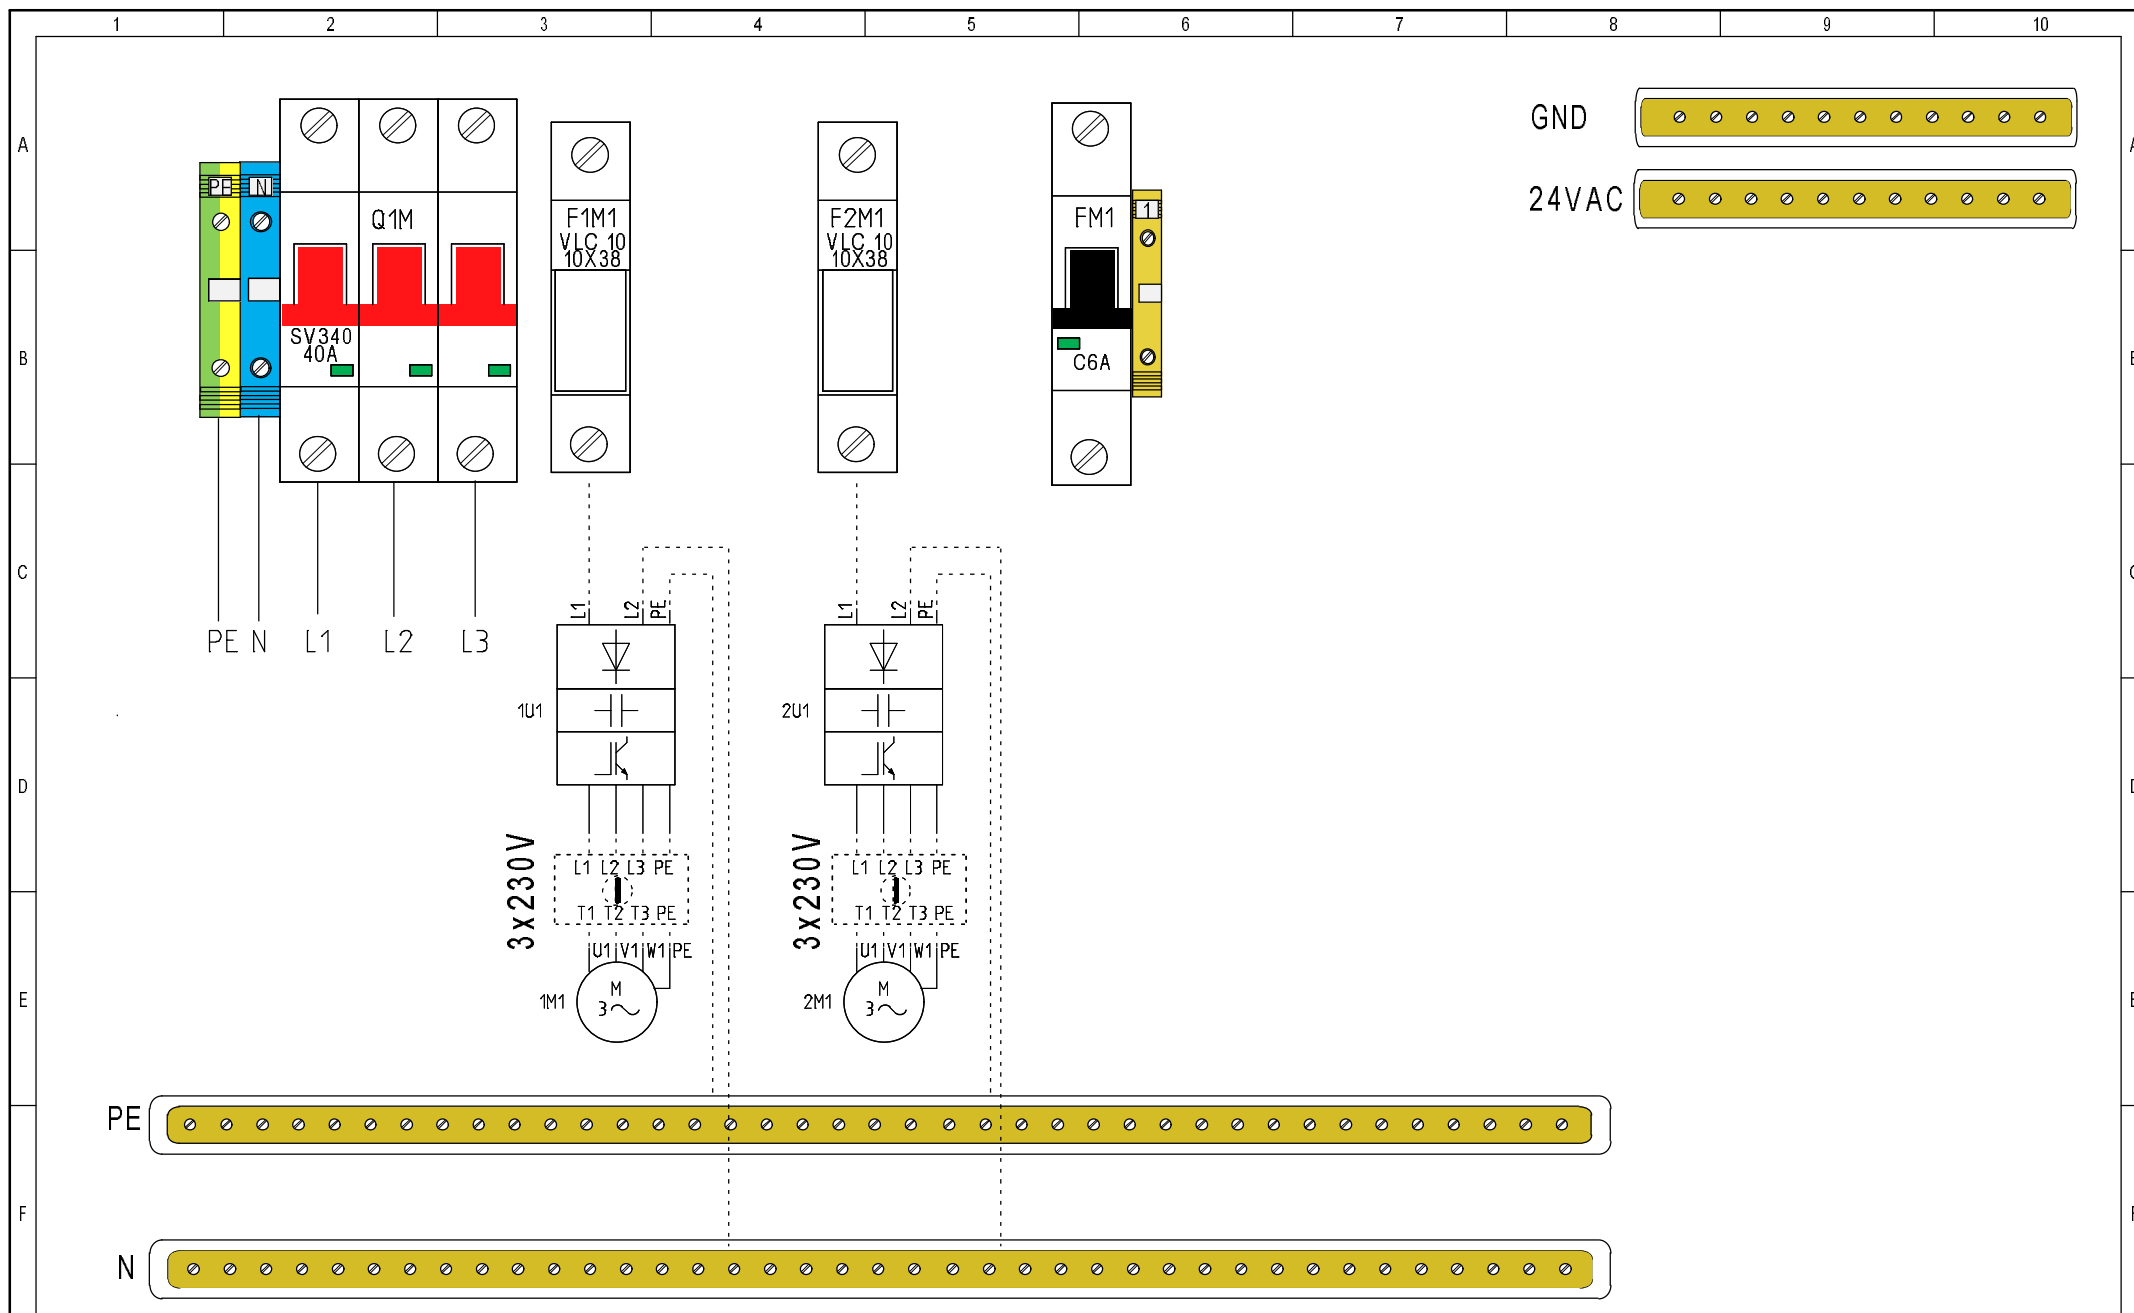 1 2 3 4 5 6 7 8 9 10
A
GND
A
PE N
24VAC
Q1M
F1M1
VLC 10
10X38
F2M1
VLC 10
10X38
FM1
1
SV340
40A
B
C6A
C
L1 L2 PE
L1 L2 PE
PE N L1 L2 L3
1U1
2U1
D
3x230V
L1 L2 L3 PE
T1 T2 T3 PE
3x230V
L1 L2 L3 PE
T1 T2 T3 PE
U1 V1 W1 PE
U1 V1 W1 PE
E
1M1
M
3
2M1
M
3
PE
F
N